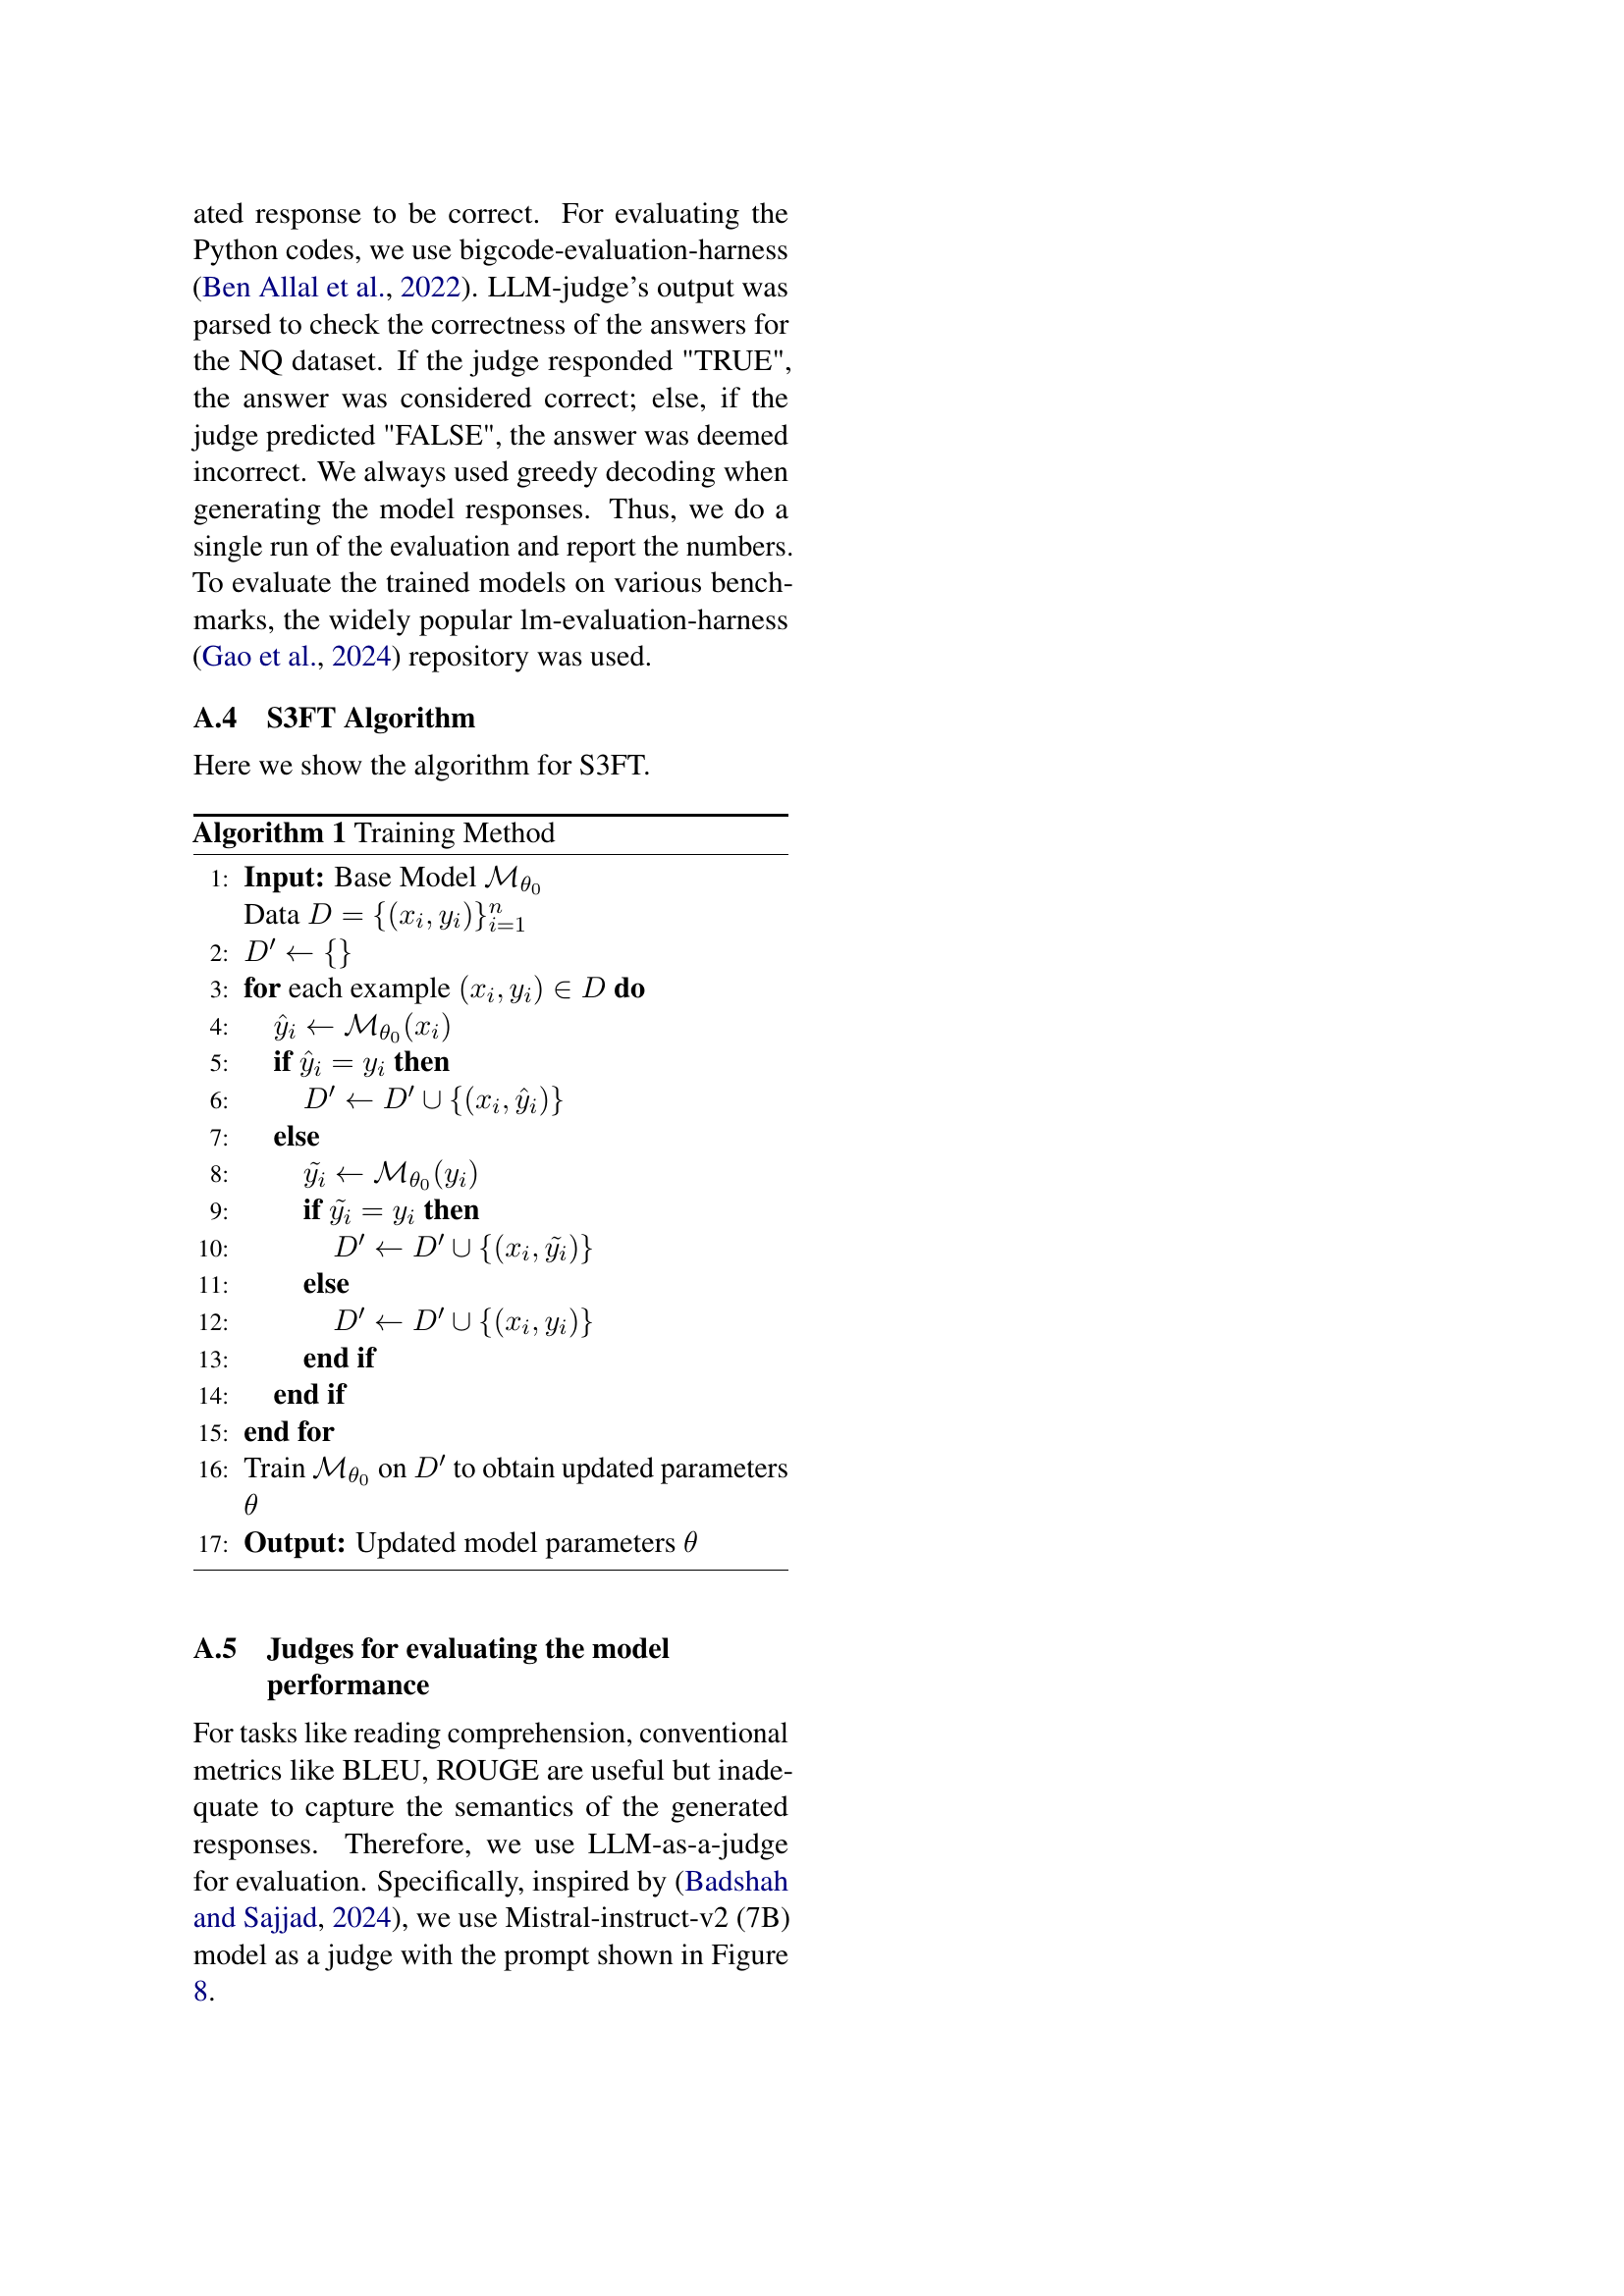 ated response to be correct. For evaluating the
Python codes, we use bigcode-evaluation-harness
(Ben Allal et al., 2022). LLM-judge's output was
parsed to check the correctness of the answers for
the NQ dataset. If the judge responded "TRUE",
the answer was considered correct; else, if the
judge predicted "FALSE", the answer was deemed
incorrect. We always used greedy decoding when
generating the model responses. Thus, we do a
single run of the evaluation and report the numbers.
To evaluate the trained models on various bench-
marks, the widely popular lm-evaluation-harness
(Gao et al., 2024) repository was used.
A.4 S3FT Algorithm
Here we show the algorithm for S3FT.
Algorithm 1 Training Method
1: Input: Base Model $\mathcal{M}_{\theta_0}$
Data $D = \{(x_i, y_i)\}_{i=1}^{n}$
2: $D' \leftarrow \{\}$
3: for each example $(x_i, y_i) \in D$ do
4: $\hat{y}_i \leftarrow \mathcal{M}_{\theta_0}(x_i)$
5: if $\hat{y}_i = y_i$ then
6: $D' \leftarrow D' \cup \{(x_i, \hat{y}_i)\}$
7: else
8: $\tilde{y_i} \leftarrow \mathcal{M}_{\theta_0}(y_i)$
9: if $\tilde{y_i} = y_i$ then
10: $D' \leftarrow D' \cup \{(x_i, \tilde{y_i})\}$
11: else
12: $D' \leftarrow D' \cup \{(x_i, y_i)\}$
13: end if
14: end if
15: end for
16: Train $\mathcal{M}_{\theta_0}$ on $D'$ to obtain updated parameters
$\theta$
17: Output: Updated model parameters $\theta$
A.5 Judges for evaluating the model
performance
For tasks like reading comprehension, conventional
metrics like BLEU, ROUGE are useful but inade-
quate to capture the semantics of the generated
responses. Therefore, we use LLM-as-a-judge
for evaluation. Specifically, inspired by (Badshah
and Sajjad, 2024), we use Mistral-instruct-v2 (7B)
model as a judge with the prompt shown in Figure
8.